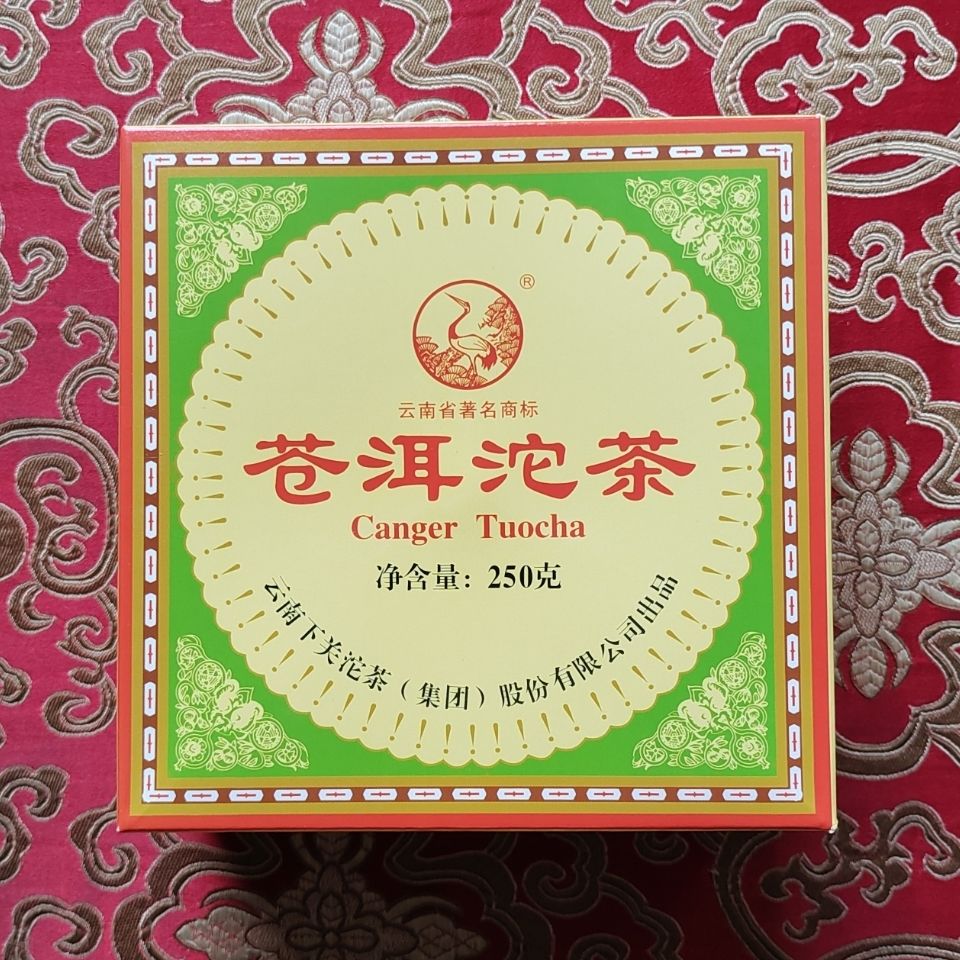 ®
云南省著名商标
苍洱沱茶
Canger Tuocha
净含量：250克
云南下关沱茶（集团）股份有限公司出品